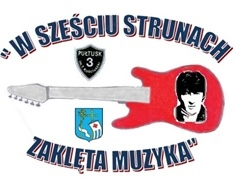 "W SZEŚCIU STRUNACH
PUŁTUSK
3
ZAKLĘTA MUZYKA"